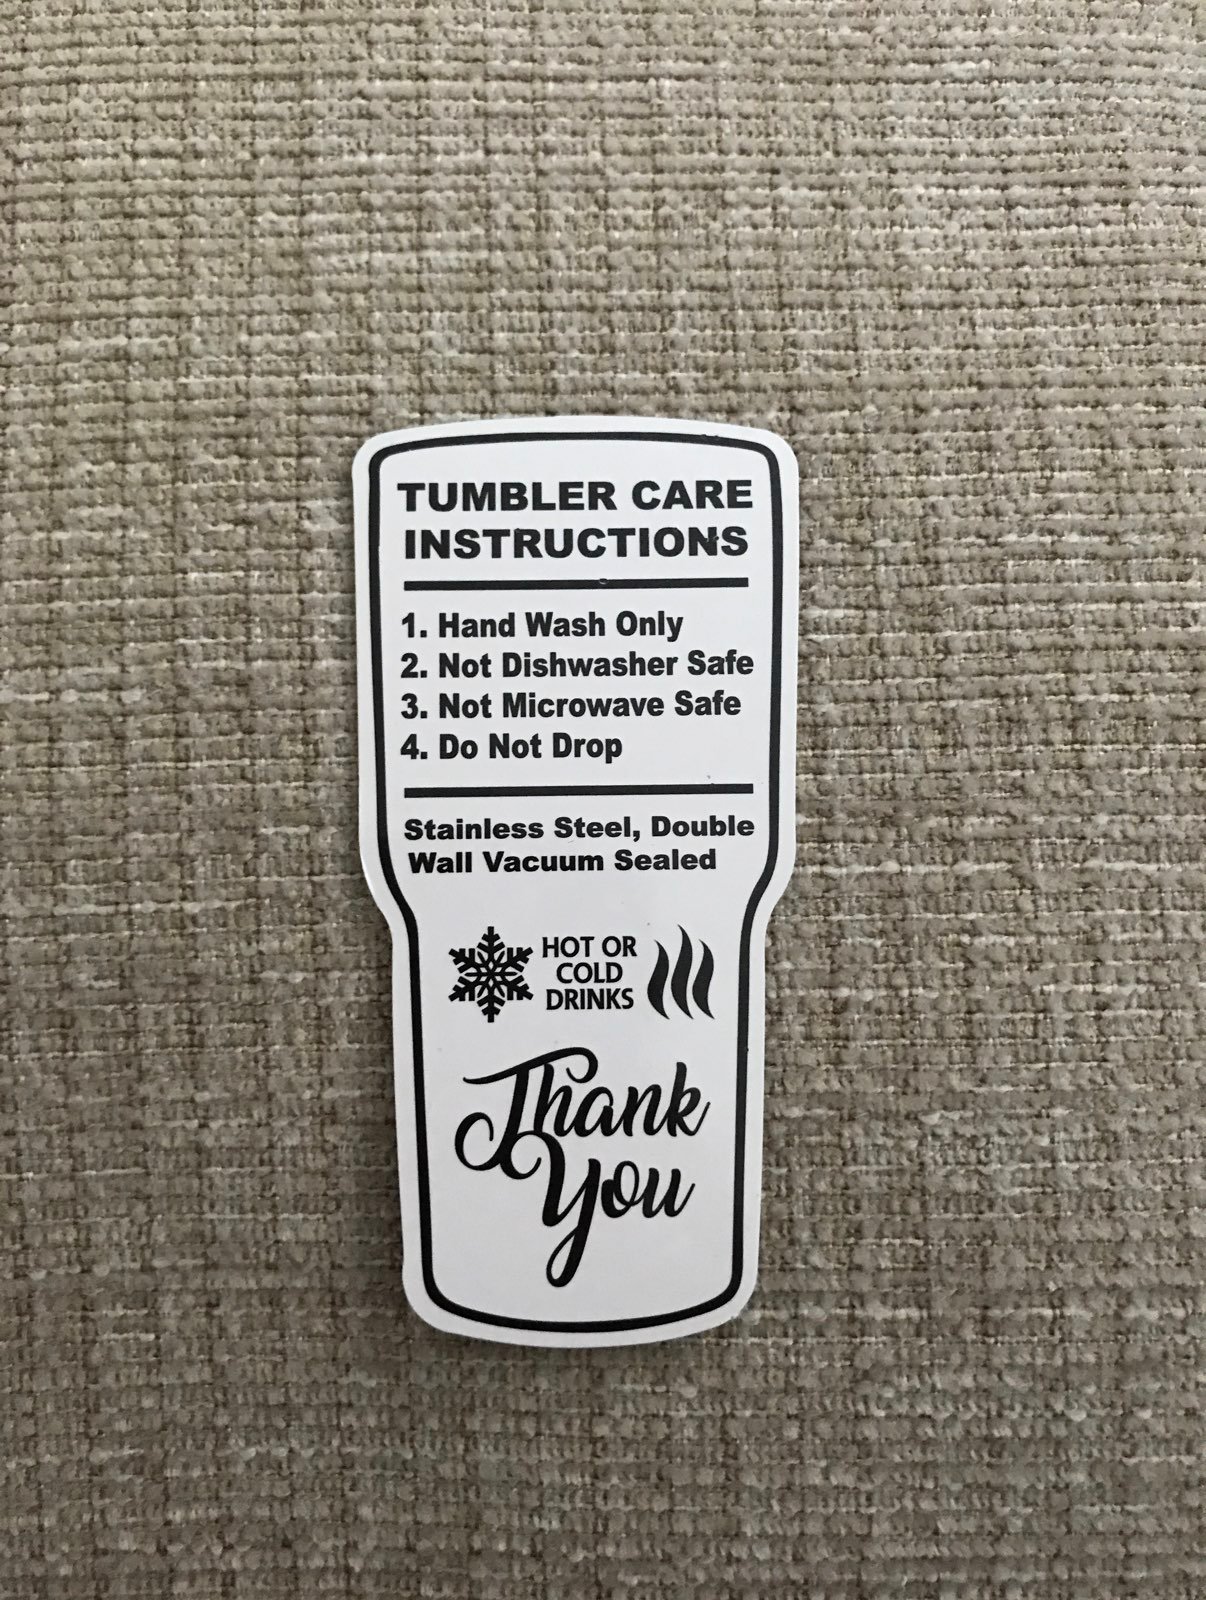 TUMBLER CARE
INSTRUCTIONS
1. Hand Wash Only
2. Not Dishwasher Safe
3. Not Microwave Safe
4. Do Not Drop
Stainless Steel, Double
Wall Vacuum Sealed
HOT OR
COLD
DRINKS
Thank
You